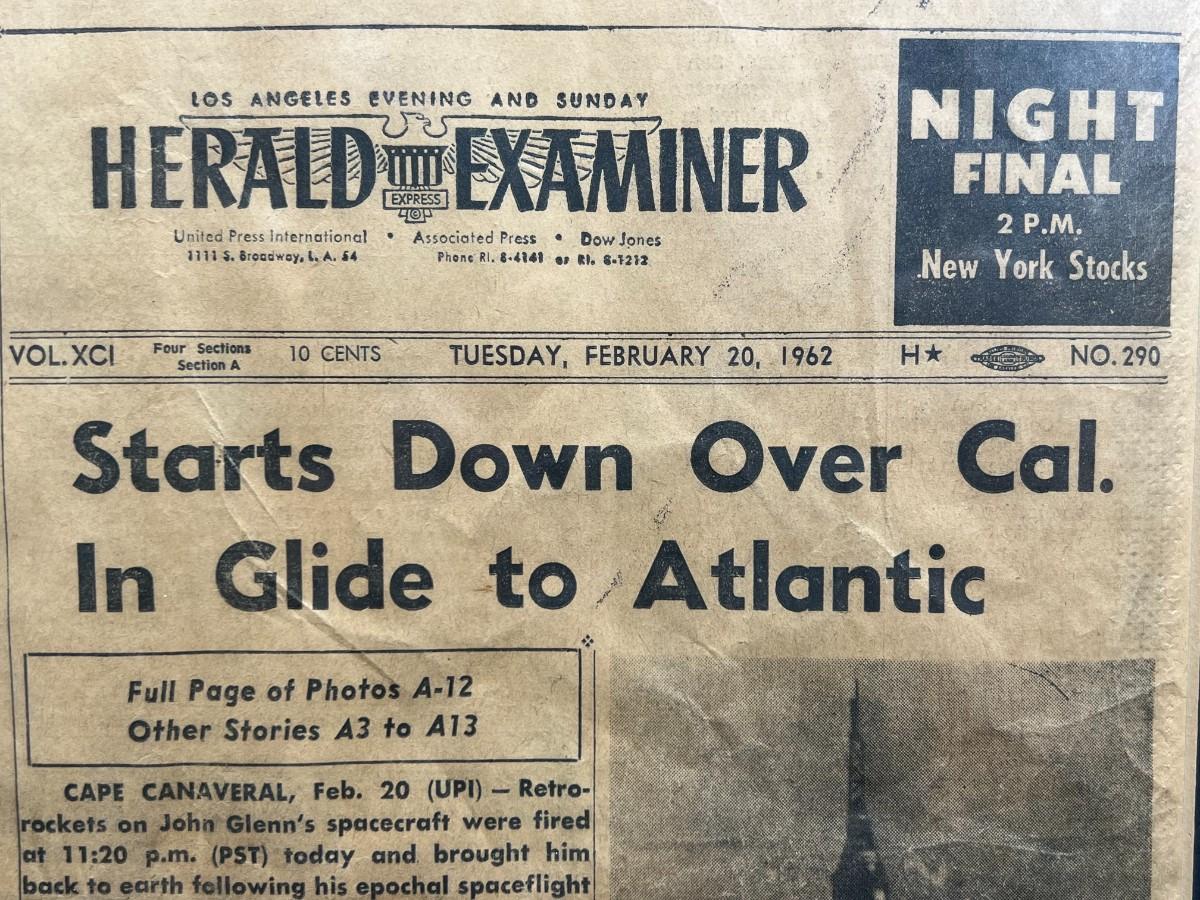 LOS ANGELES EVENING AND SUNDAY
HERALD EXAMINER
EXPRESS
United Press International • Associated Press • Dow Jones
1111 S. Broadway, L. A. 54 Phone RI. 8-4141 or RI. 8-1212
NIGHT
FINAL
2 P.M.
New York Stocks
VOL. XCI Four Sections Section A 10 CENTS TUESDAY, FEBRUARY 20, 1962 H★ NO. 290
Starts Down Over Cal.
In Glide to Atlantic
Full Page of Photos A-12
Other Stories A3 to A13
CAPE CANAVERAL, Feb. 20 (UPI) — Retro-
rockets on John Glenn's spacecraft were fired
at 11:20 p.m. (PST) today and brought him
back to earth following his epochal spaceflight